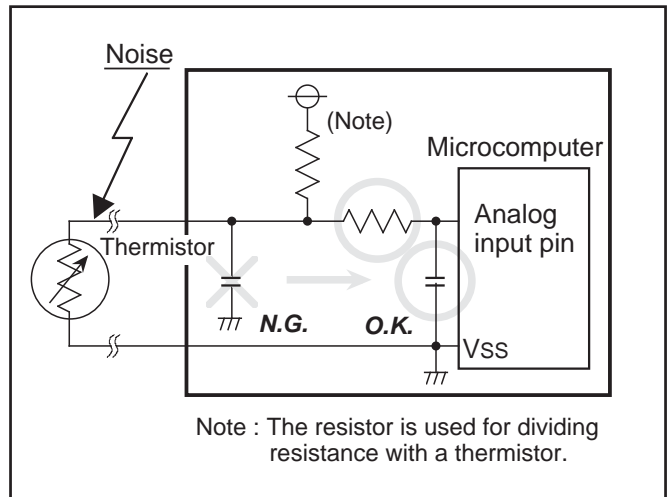 Noise
(Note)
Microcomputer
Analog
input pin
Thermistor
N.G.
O.K.
VSS
Note : The resistor is used for dividing
resistance with a thermistor.